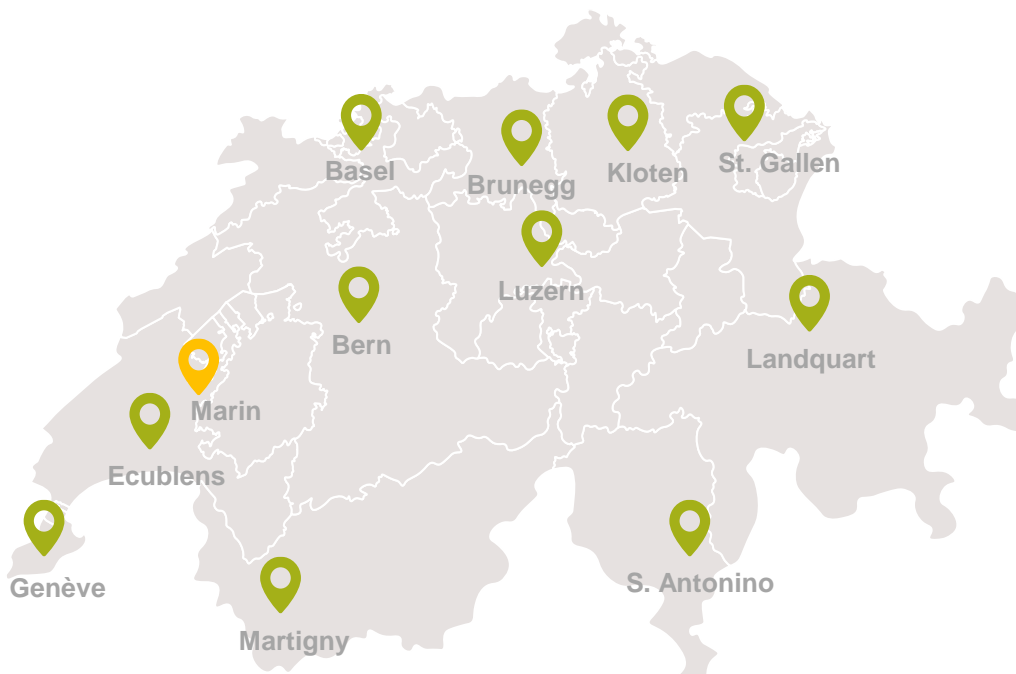 Basel
Brunegg
Kloten
St. Gallen
Luzern
Bern
Landquart
Marin
Ecublens
Genève
S. Antonino
Martigny